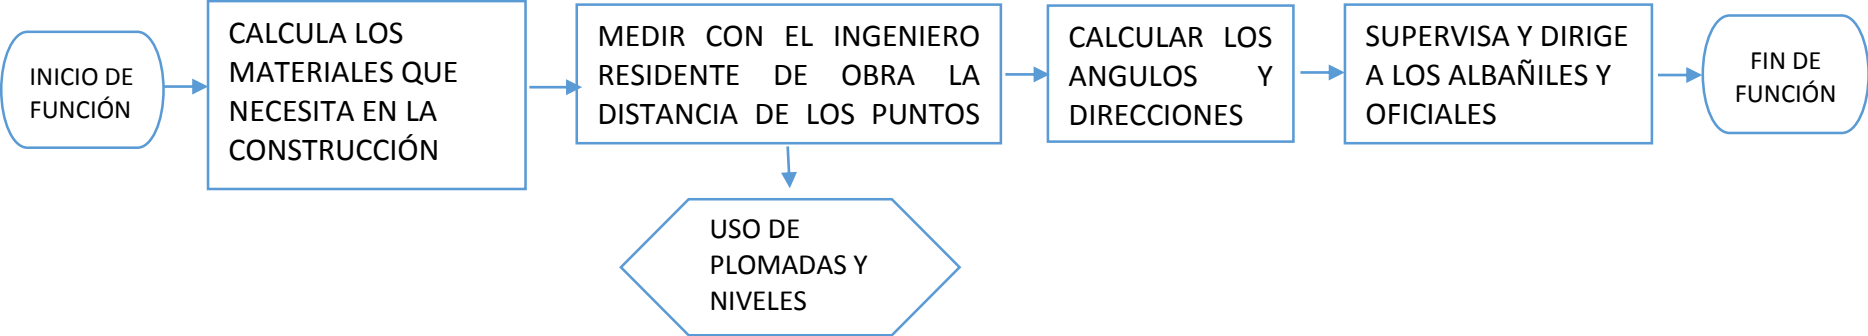 INICIO DE
FUNCIÓN
CALCULA LOS
MATERIALES QUE
NECESITA EN LA
CONSTRUCCIÓN
MEDIR CON EL INGENIERO
RESIDENTE DE OBRA LA
DISTANCIA DE LOS PUNTOS
USO DE
PLOMADAS Y
NIVELES
CALCULAR LOS
ANGULOS Y
DIRECCIONES
SUPERVISA Y DIRIGE
A LOS ALBAÑILES Y
OFICIALES
FIN DE
FUNCIÓN